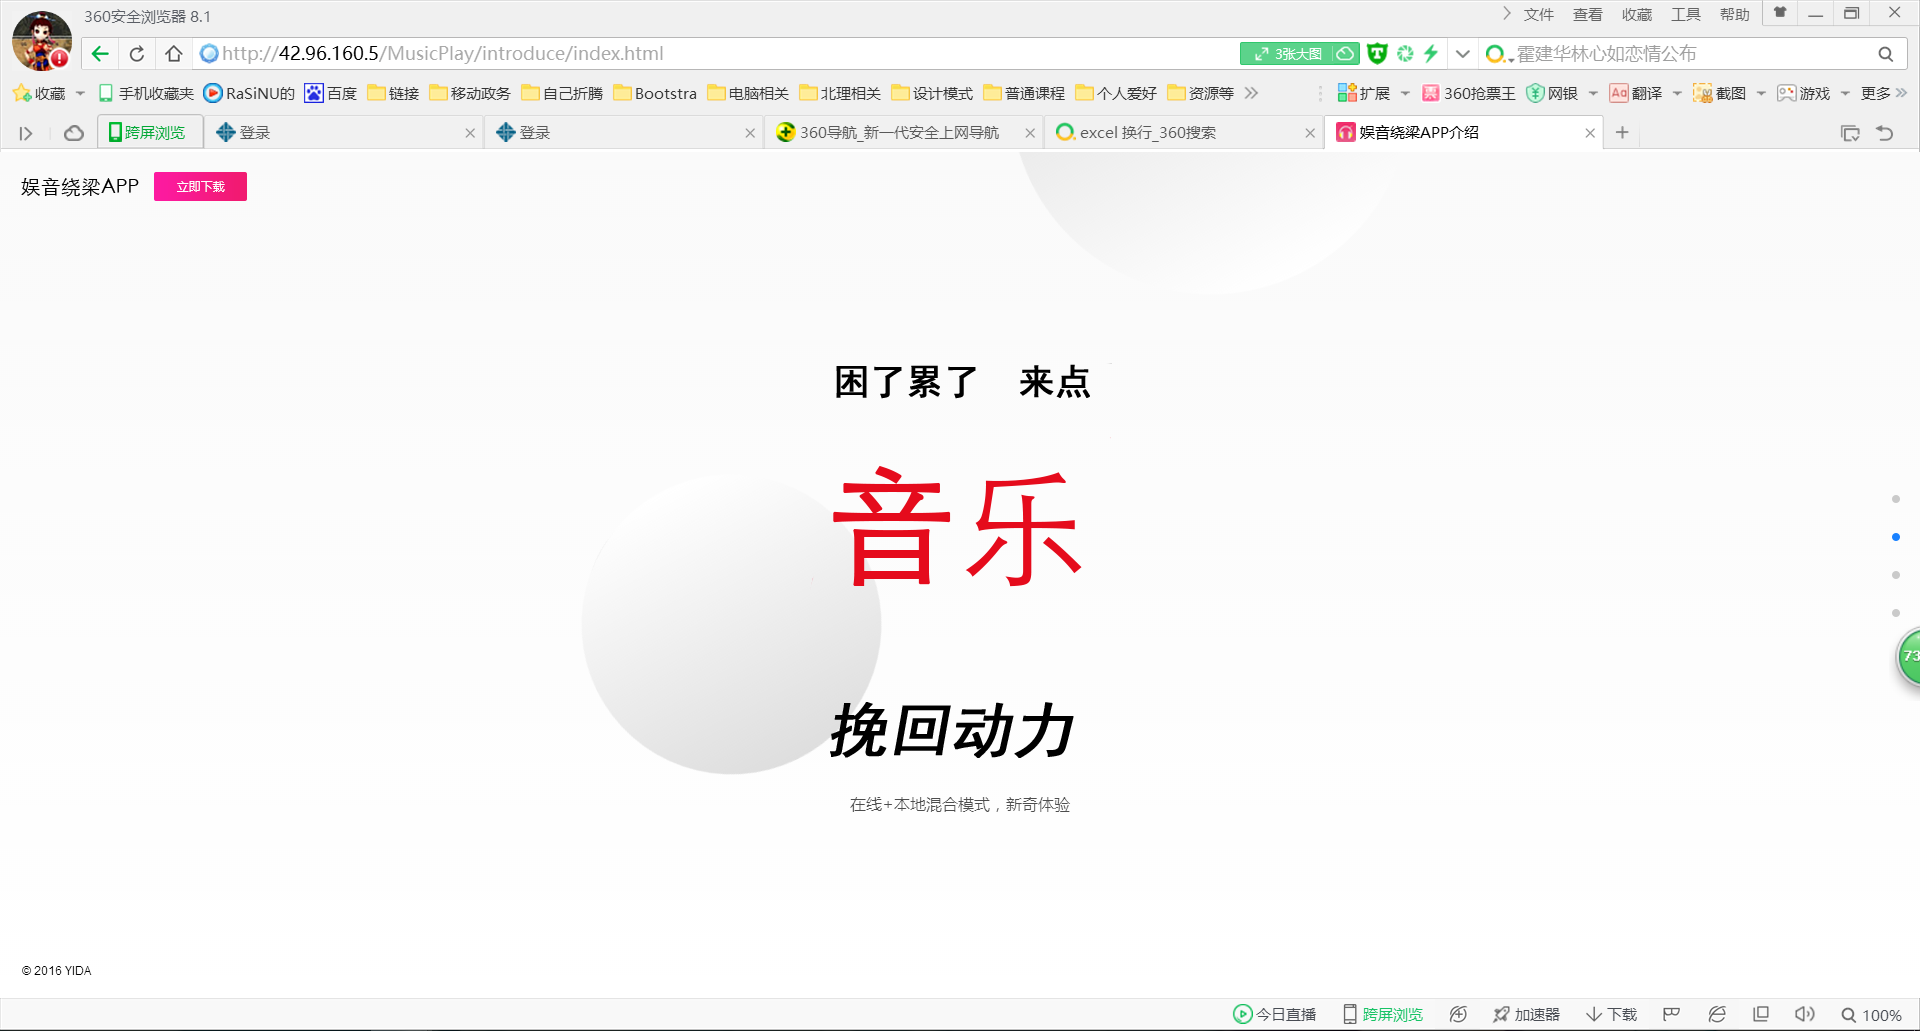 360安全浏览器 8.1
文件 查看 收藏 工具 帮助
http://42.96.160.5/MusicPlay/introduce/index.html
3张大图
霍建华林心如恋情公布
收藏 手机收藏夹 RaSiNU的 百度 链接 移动政务 自己折腾 Bootstra 电脑相关 北理相关 设计模式 普通课程 个人爱好 资源等 扩展 360抢票王 网银 翻译 截图 游戏 更多
跨屏浏览 登录 登录 360导航_新一代安全上网导航 excel 换行_360搜索 娱音绕梁APP介绍
娱音绕梁APP 立即下载
困了累了 来点
音乐
73
挽回动力
在线+本地混合模式，新奇体验
© 2016 YIDA
今日直播 跨屏浏览 加速器 下载 100%